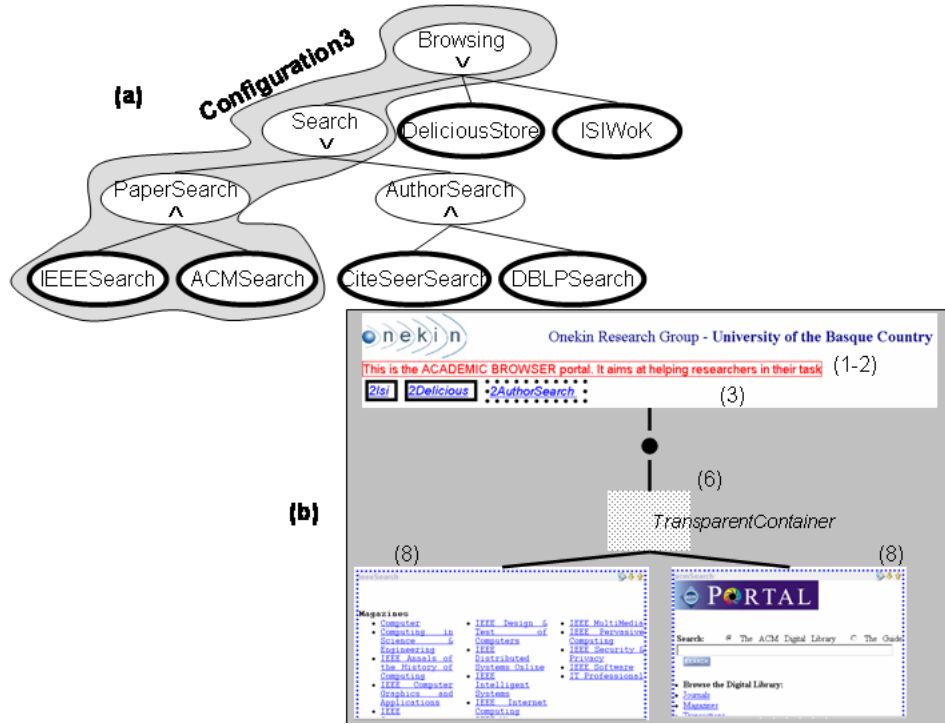 Browsing
∨
Configuration3
(a)
Search
∨
DeliciousStore
ISIWoK
PaperSearch
∧
AuthorSearch
∧
IEEESearch
ACMSearch
CiteSeerSearch
DBLPSearch
onekin
Onekin Research Group - University of the Basque Country
This is the ACADEMIC BROWSER portal. It aims at helping researchers in their task
(1-2)
2Isi
2Delicious
2AuthorSearch
(3)
(6)
(b)
TransparentContainer
(8)
(8)
ieeeSearch
Magazines
Computer
Computing in
Science &
Engineering
IEEE Annals of
the History of
Computing
IEEE Computer
Graphics and
Applications
IEEE
IEEE Design &
Test of
Computers
IEEE
Distributed
Systems Online
IEEE
Intelligent
Systems
IEEE Internet
Computing
IEEE MultiMedia
IEEE Pervasive
Computing
IEEE Security &
Privacy
IEEE Software
IT Professional
acmSearch
PORTAL
Search: The ACM Digital Library The Guide
SEARCH
Browse the Digital Library:
Journals
Magazines